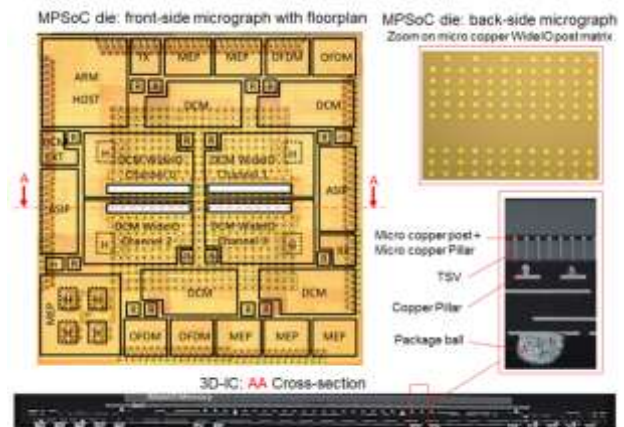 MPSoC die: front-side micrograph with floorplan
MPSoC die: back-side micrograph
Zoom on micro copper WideIO post matrix
TX MEP MEP OFDM OFDM
ARM
HOST
DCM DCM
DCM
EXT
H H
DCM WideIO DCM WideIO
Channel Channel
ASIP
A A
ASIP
DCM WideIO DCM WideIO
Channel 2 Channel
H
MEP
H H
H H
DCM DCM
OFDM OFDM MEP MEP MEP
Micro copper post +
Micro copper Pillar
TSV
Copper Pillar
Package ball
3D-IC: AA Cross-section